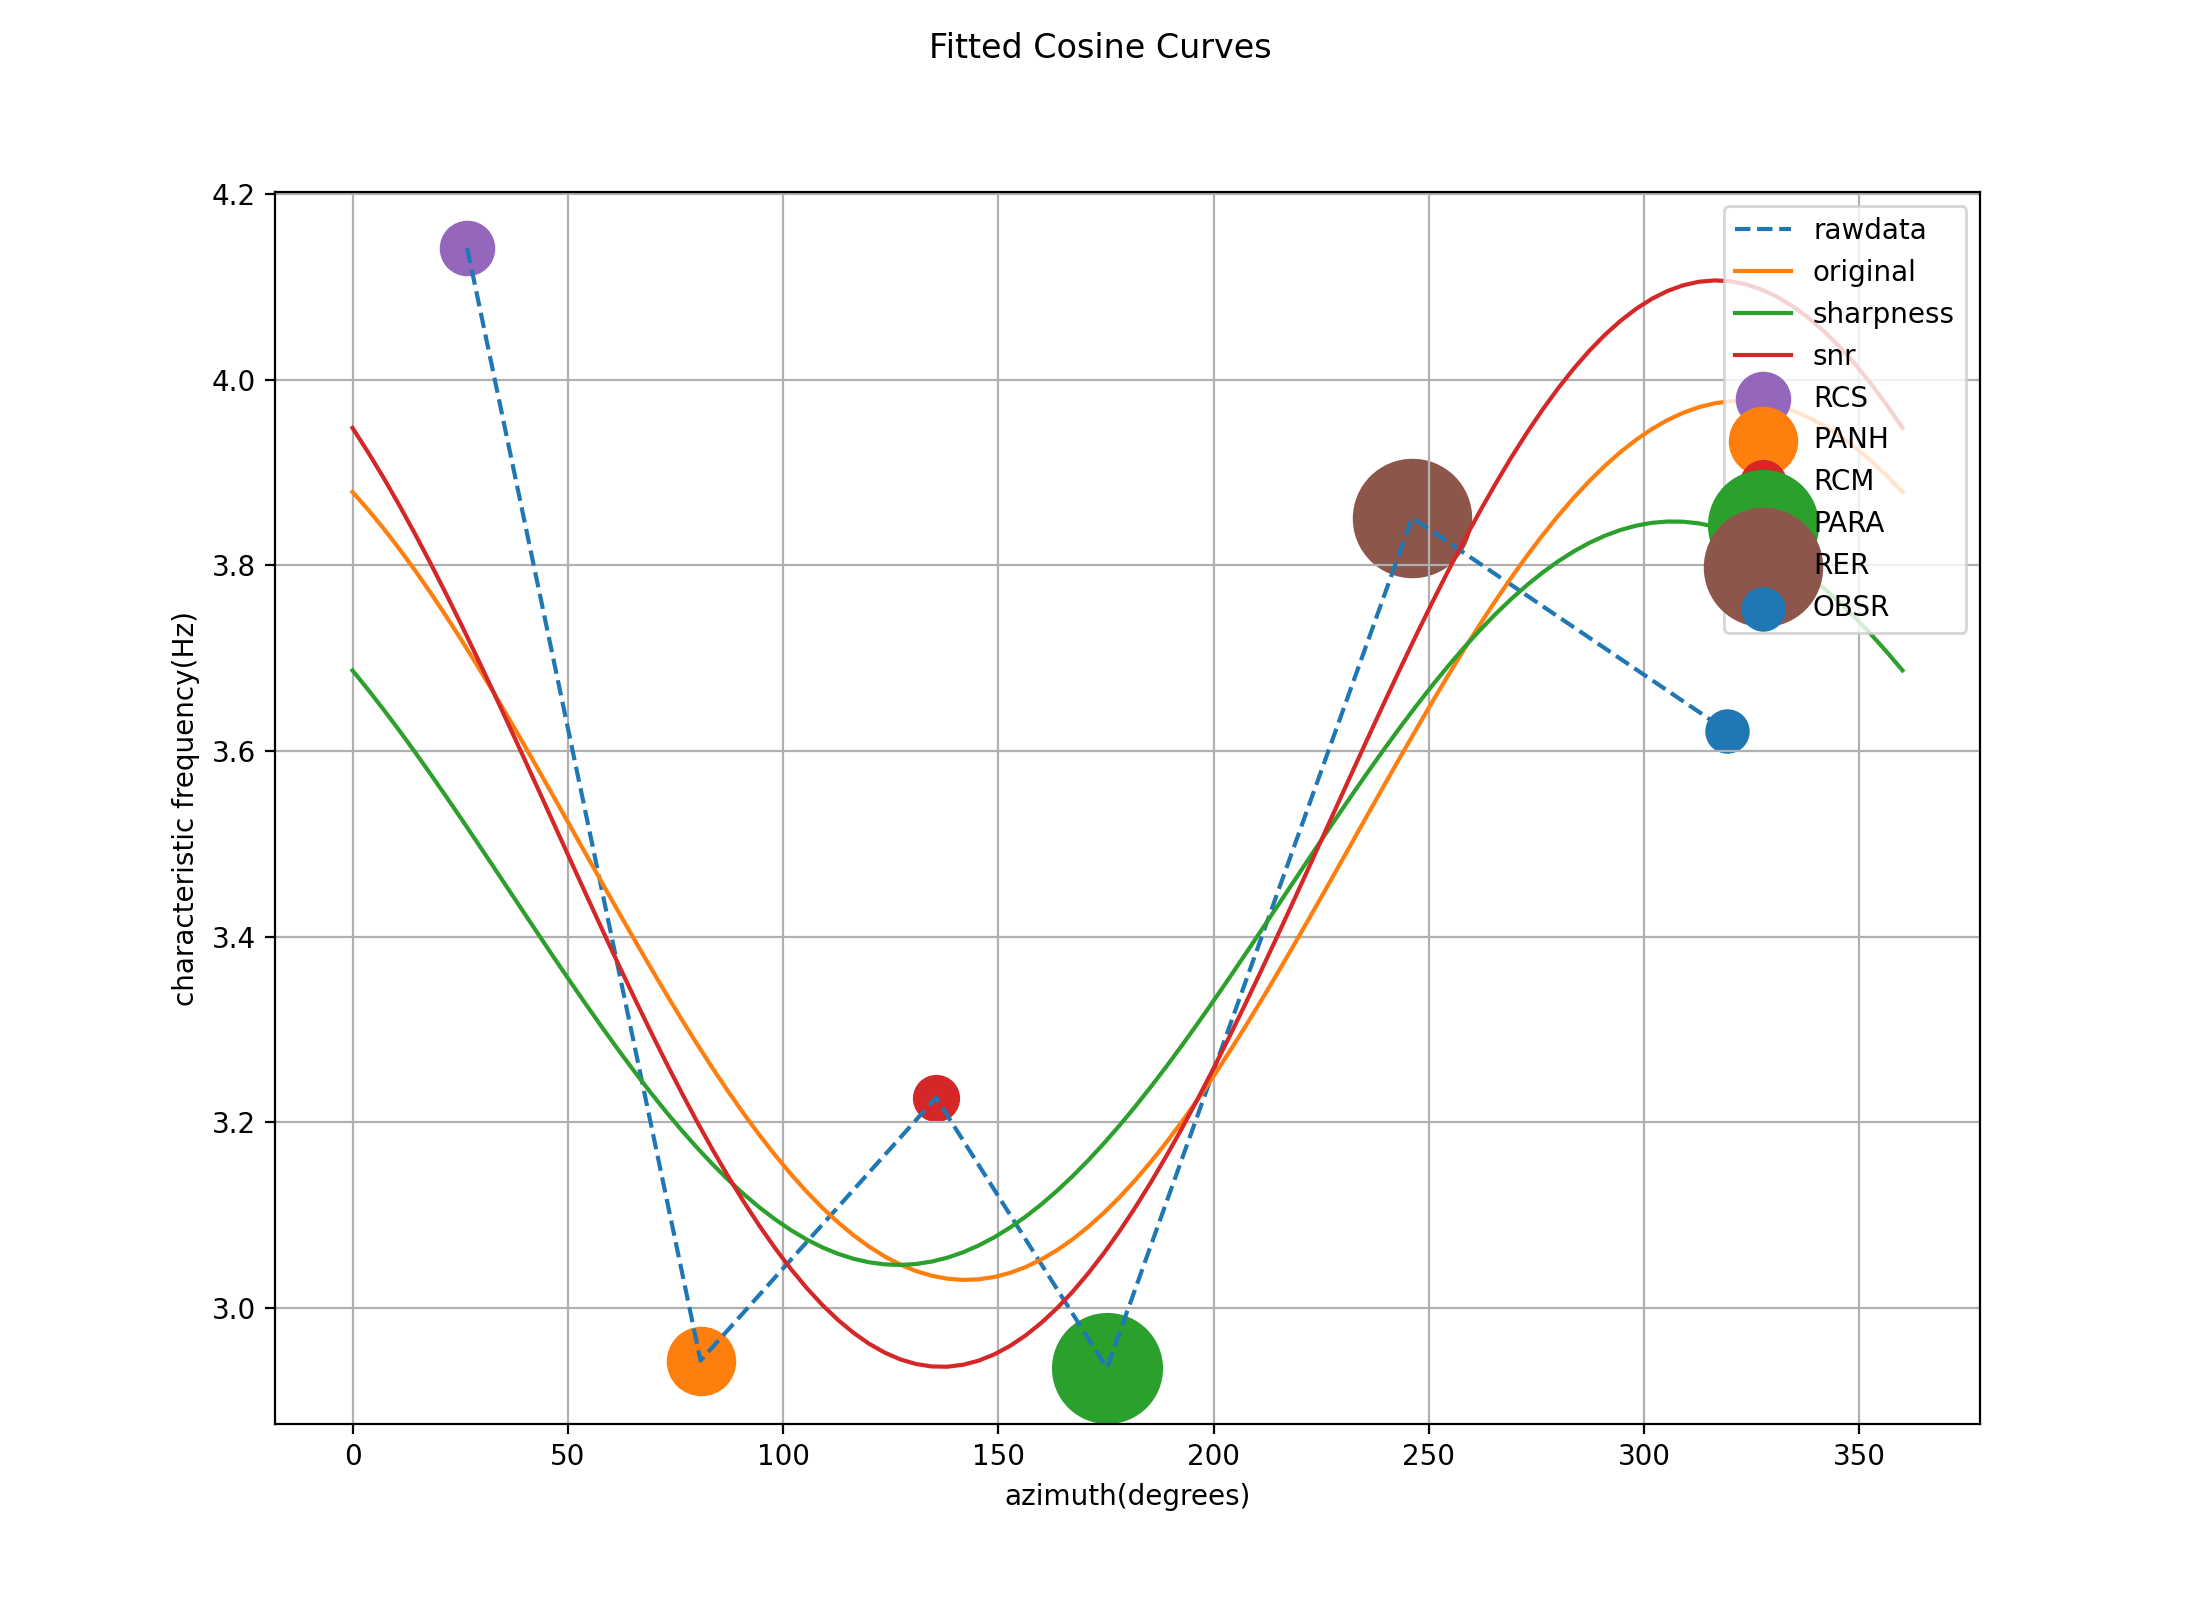 Fitted Cosine Curves
4.2
4.0
3.8
3.6
3.4
3.2
3.0
characteristic frequency(Hz)
rawdata
original
sharpness
snr
RCS
PANH
RCM
PARA
RER
OBSR
0 50 100 150 200 250 300 350
azimuth(degrees)